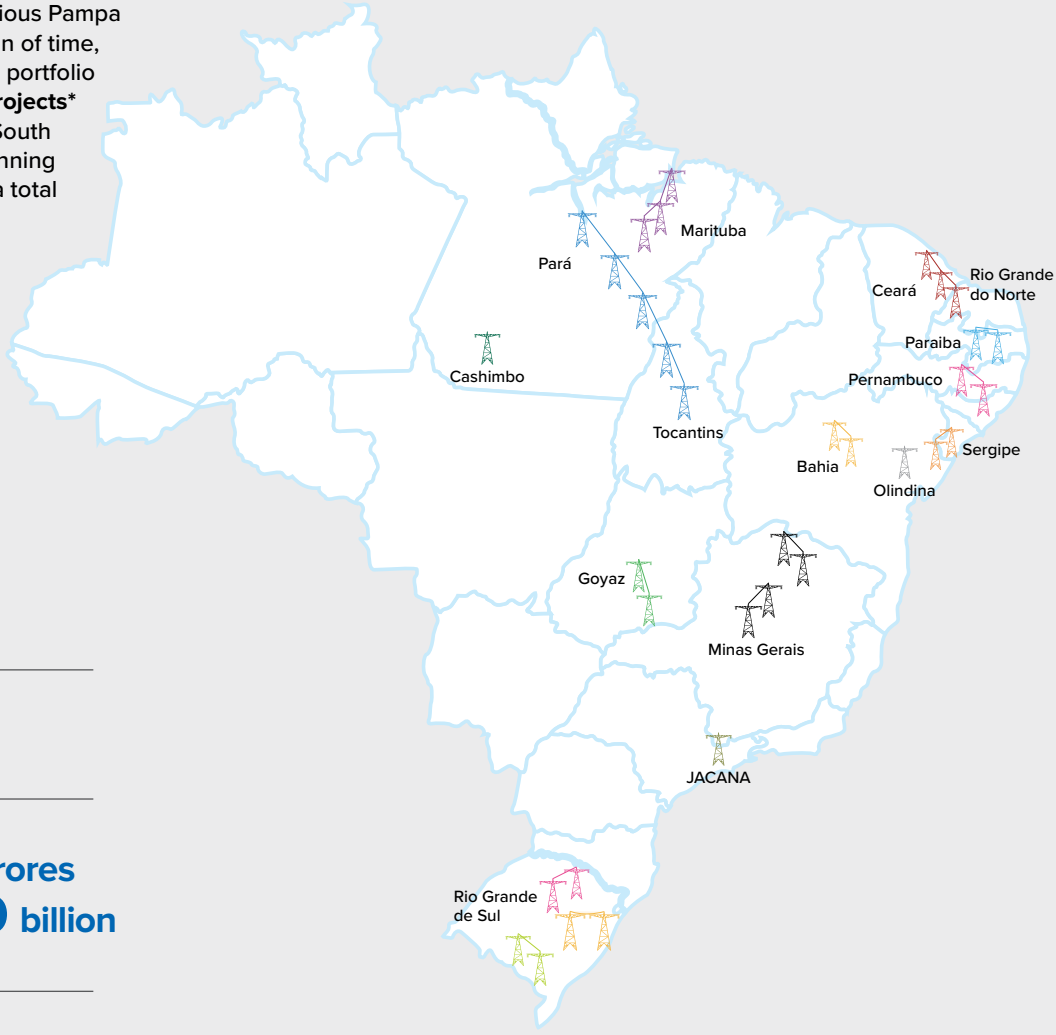 ious Pampa
n of time,
portfolio
rojects*
South
nning
a total
Marituba
Pará
Ceará
Rio Grande
do Norte
Paraiba
Cashimbo
Pernambuco
Tocantins
Bahia
Sergipe
Olindina
Goyaz
Minas Gerais
JACANA
rores
billion
Rio Grande
de Sul